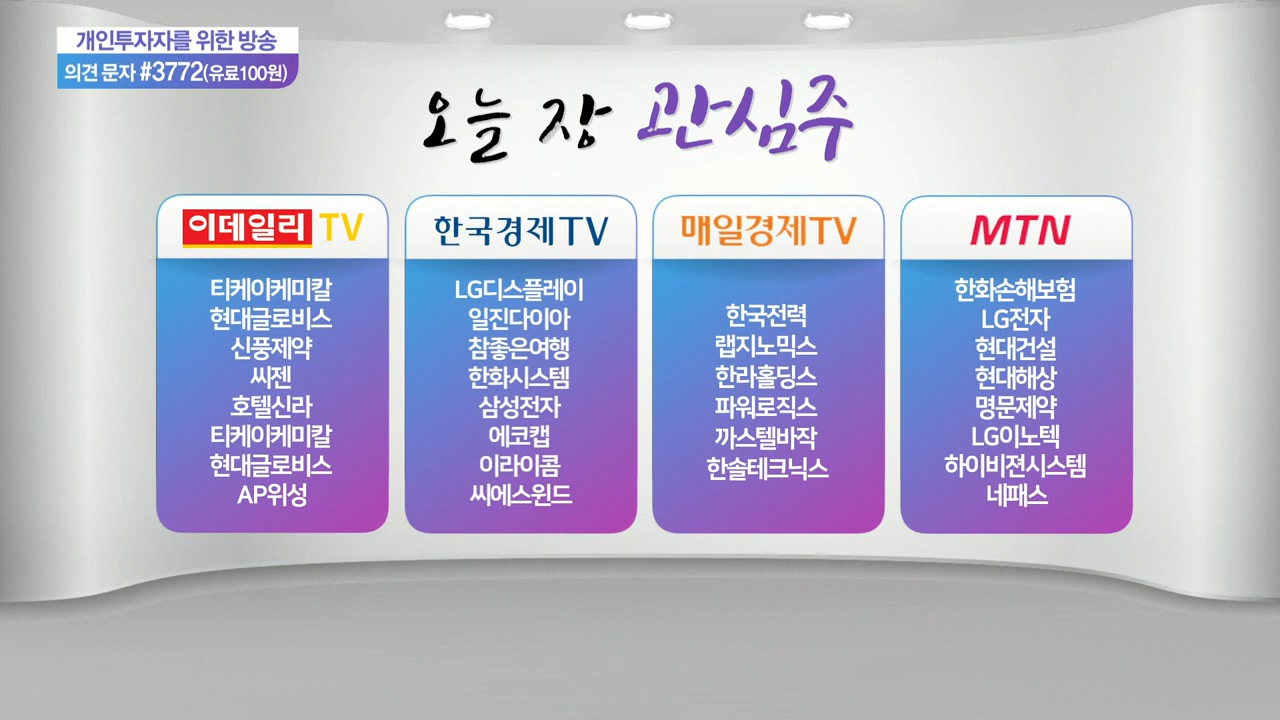 개인투자자를 위한 방송
의견 문자 #3772(유료100원)
오늘 장 관심주
이데일리 TV
티케이케미칼
현대글로비스
신풍제약
씨젠
호텔신라
티케이케미칼
현대글로비스
AP위성
한국경제TV
LG디스플레이
일진다이아
참좋은여행
한화시스템
삼성전자
에코캡
이라이콤
씨에스윈드
매일경제TV
한국전력
랩지노믹스
한라홀딩스
파워로직스
까스텔바작
한솔테크닉스
MTN
한화손해보험
LG전자
현대건설
현대해상
명문제약
LG이노텍
하이비젼시스템
네패스